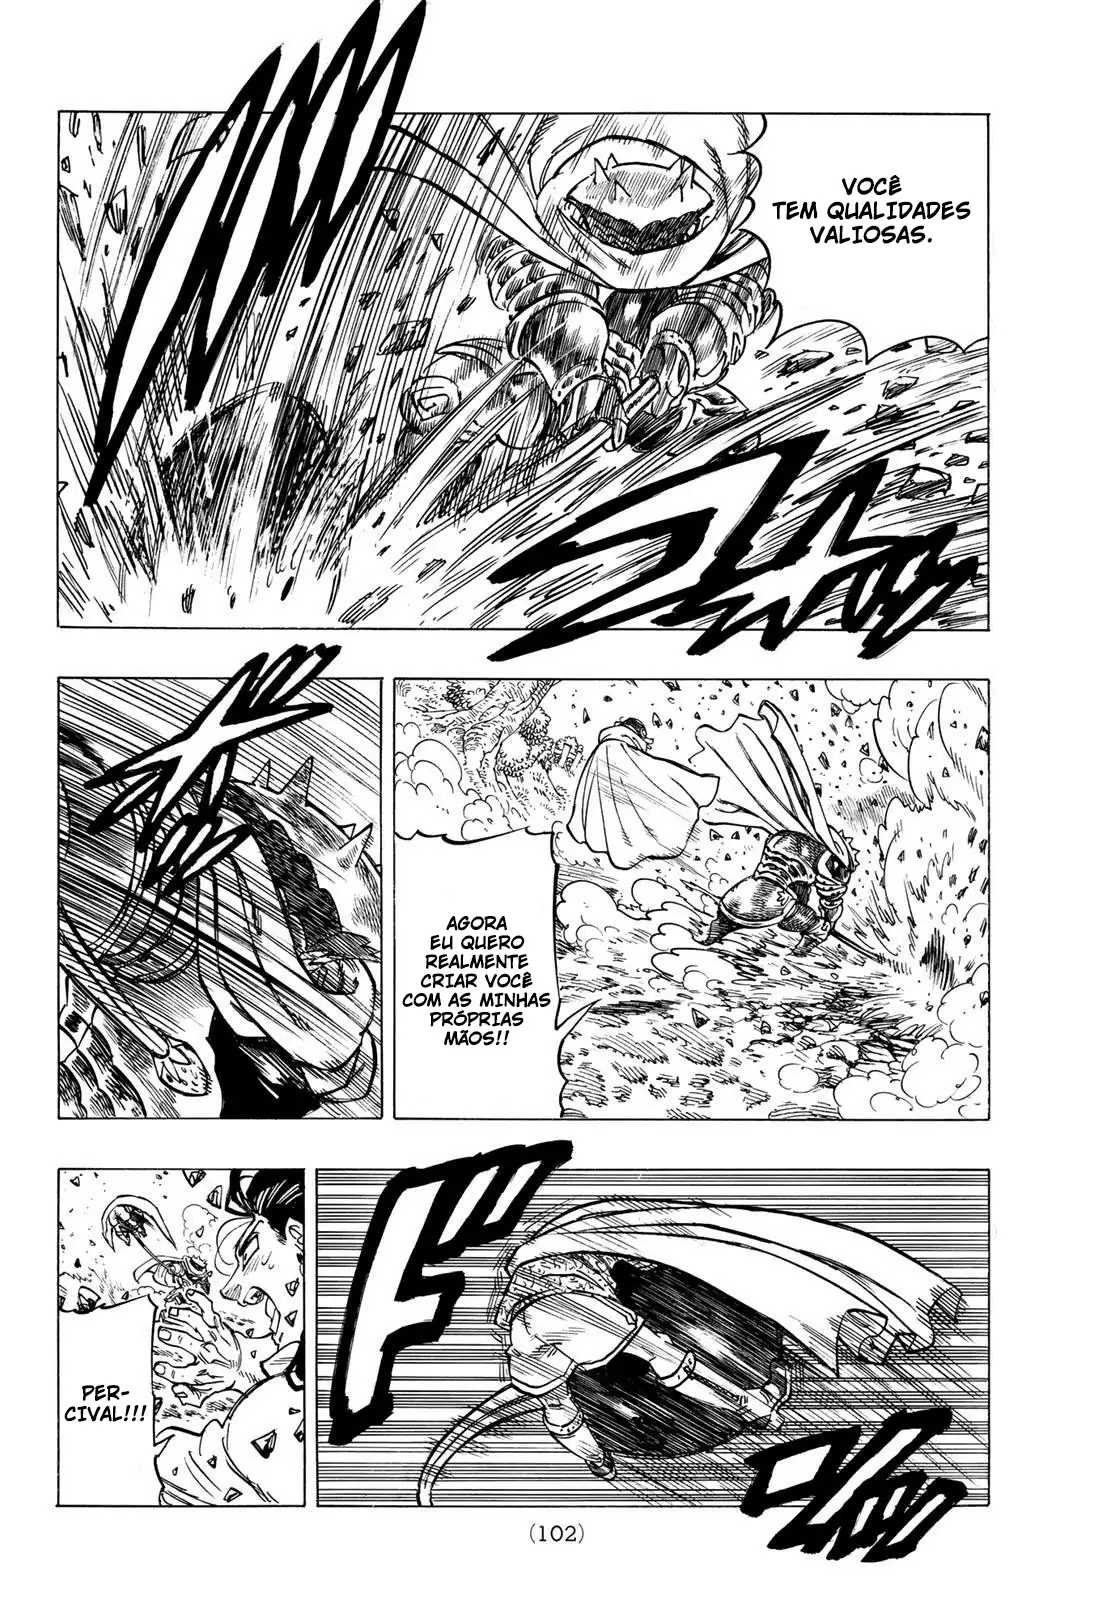 VOCÊ
TEM QUALIDADES
VALIOSAS.
AGORA
EU QUERO
REALMENTE
CRIAR VOCÊ
COM AS MINHAS
PRÓPRIAS
MÃOS!!
PER-
CIVAL!!!
(102)